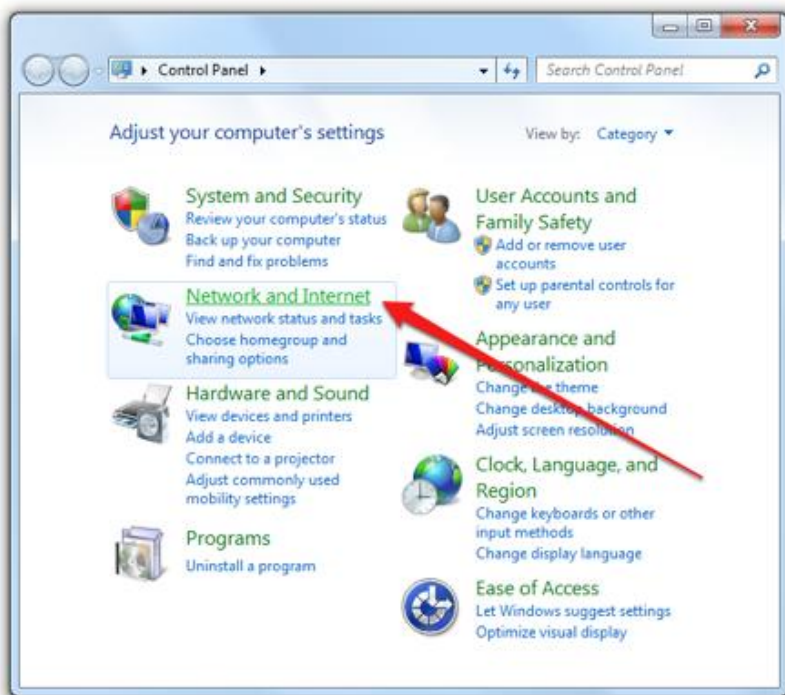 Control Panel
Search Control Panel
Adjust your computer's settings
View by: Category
System and Security
Review your computer's status
Back up your computer
Find and fix problems
Network and Internet
View network status and tasks
Choose homegroup and
sharing options
Hardware and Sound
View devices and printers
Add a device
Connect to a projector
Adjust commonly used
mobility settings
Programs
Uninstall a program
User Accounts and
Family Safety
Add or remove user
accounts
Set up parental controls for
any user
Appearance and
Personalization
Change the theme
Change desktop background
Adjust screen resolution
Clock, Language, and
Region
Change keyboards or other
input methods
Change display language
Ease of Access
Let Windows suggest settings
Optimize visual display